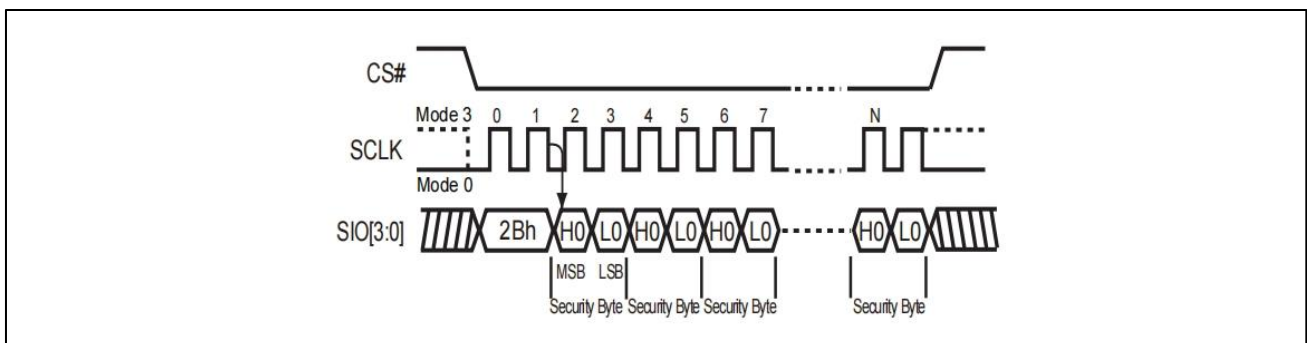 CS#
Mode 3 0 1 2 3 4 5 6 7 N
SCLK
Mode 0
SIO[3:0] 2Bh H0 L0 H0 L0 H0 L0 H0 L0
MSB LSB
Security Byte Security Byte Security Byte Security Byte